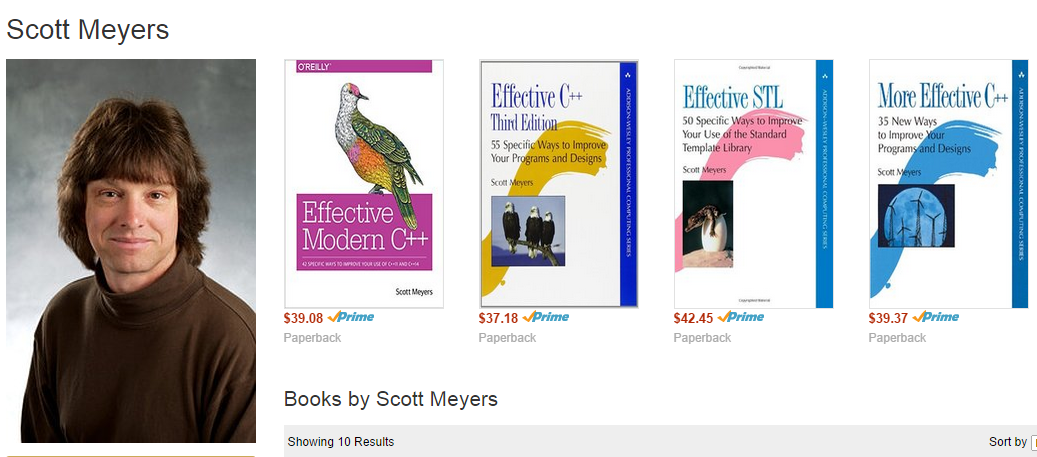 Scott Meyers
O'REILLY
Effective
Modern C++
42 SPECIFIC WAYS TO IMPROVE YOUR USE OF C++11 AND C++14
Scott Meyers
$39.08 Prime
Paperback
Effective C++
Third Edition
55 Specific Ways to Improve
Your Programs and Designs
Scott Meyers
ADDISON-WESLEY PROFESSIONAL COMPUTING SERIES
$37.18 Prime
Paperback
Copyrighted Material
Effective STL
50 Specific Ways to Improve
Your Use of the Standard
Template Library
Scott Meyers
ADDISON-WESLEY PROFESSIONAL COMPUTING SERIES
Copyrighted Material
$42.45 Prime
Paperback
More Effective C++
35 New Ways
to Improve Your
Programs and Designs
Scott Meyers
ADDISON-WESLEY PROFESSIONAL COMPUTING SERIES
$39.37 Prime
Paperback
Books by Scott Meyers
Showing 10 Results
Sort by